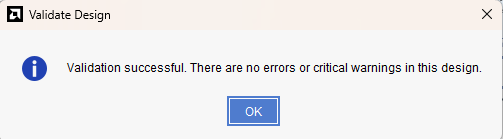 Validate Design
Validation successful. There are no errors or critical warnings in this design.
OK